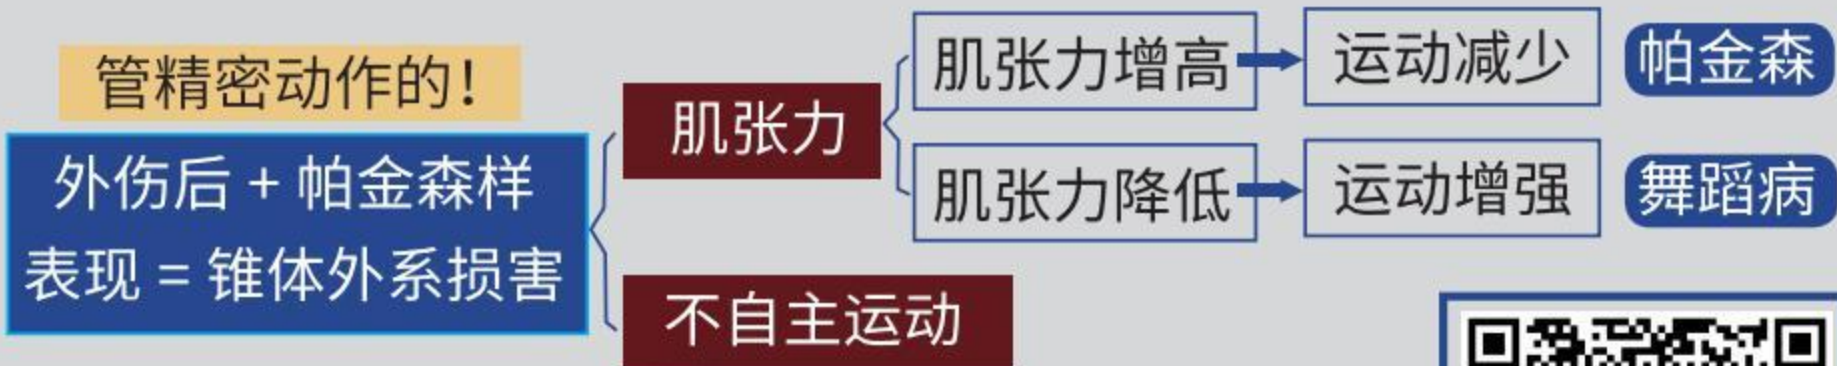 管精密动作的！
外伤后 + 帕金森样
表现 = 锥体外系损害
肌张力
肌张力增高
运动减少
帕金森
肌张力降低
运动增强
舞蹈病
不自主运动